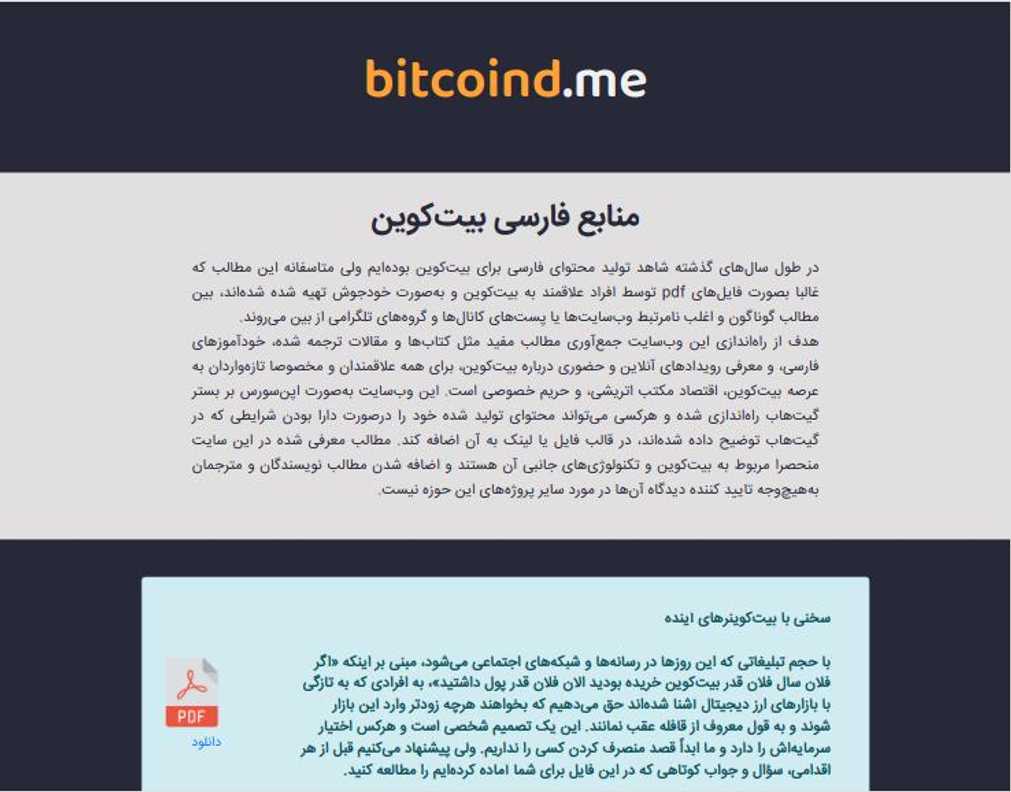 bitcoind.me
منابع فارسی بیت‌کوین
در طول سال‌های گذشته شاهد تولید محتوای فارسی برای بیت‌کوین بوده‌ایم ولی متاسفانه این مطالب که
غالبا بصورت فایل‌های pdf توسط افراد علاقمند به بیت‌کوین و به‌صورت خودجوش تهیه شده شده‌اند، بین
مطالب گوناگون و اغلب نامرتبط وب‌سایت‌ها یا پست‌های کانال‌ها و گروه‌های تلگرامی از بین می‌روند.
هدف از راه‌اندازی این وب‌سایت جمع‌آوری مطالب مفید مثل کتاب‌ها و مقالات ترجمه شده، خودآموزهای
فارسی، و معرفی رویدادهای آنلاین و حضوری درباره بیت‌کوین، برای همه علاقمندان و مخصوصا تازه‌واردان به
عرصه بیت‌کوین، اقتصاد مکتب اتریشی، و حریم خصوصی است. این وب‌سایت به‌صورت اپن‌سورس بر بستر
گیت‌هاب راه‌اندازی شده و هرکسی می‌تواند محتوای تولید شده خود را درصورت دارا بودن شرایطی که در
گیت‌هاب توضیح داده شده‌اند، در قالب فایل یا لینک به آن اضافه کند. مطالب معرفی شده در این سایت
منحصرا مربوط به بیت‌کوین و تکنولوژی‌های جانبی آن هستند و اضافه شدن مطالب نویسندگان و مترجمان
به‌هیچ‌وجه تایید کننده دیدگاه آن‌ها در مورد سایر پروژه‌های این حوزه نیست.
سخنی با بیت‌کوینرهای آینده
با حجم تبلیغاتی که این روزها در رسانه‌ها و شبکه‌های اجتماعی می‌شود، مبنی بر اینکه «اگر
فلان سال فلان قدر بیت‌کوین خریده بودید الان فلان قدر پول داشتید»، به افرادی که به تازگی
با بازارهای ارز دیجیتال آشنا شده‌اند حق می‌دهیم که بخواهند هرچه زودتر وارد این بازار
شوند و به قول معروف از قافله عقب نمانند. این یک تصمیم شخصی است و هرکس اختیار
سرمایه‌اش را دارد و ما ابداً قصد منصرف کردن کسی را نداریم. ولی پیشنهاد می‌کنیم قبل از هر
اقدامی، سؤال و جواب کوتاهی که در این فایل برای شما آماده کرده‌ایم را مطالعه کنید.
PDF
دانلود